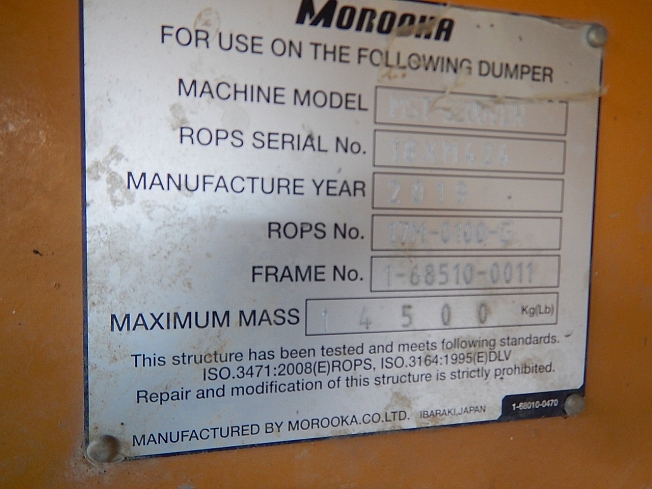 MOROOKA
FOR USE ON THE FOLLOWING DUMPER
MACHINE MODEL
ROPS SERIAL No.
MANUFACTURE YEAR 2019
ROPS No. 17M-0100-G
FRAME No. 1-68510-0011
MAXIMUM MASS 14500 Kg(Lb)
This structure has been tested and meets following standards.
ISO.3471:2008(E)ROPS, ISO.3164:1995(E)DLV
Repair and modification of this structure is strictly prohibited.
MANUFACTURED BY MOROOKA.CO.LTD. IBARAKI,JAPAN 1-68010-0470